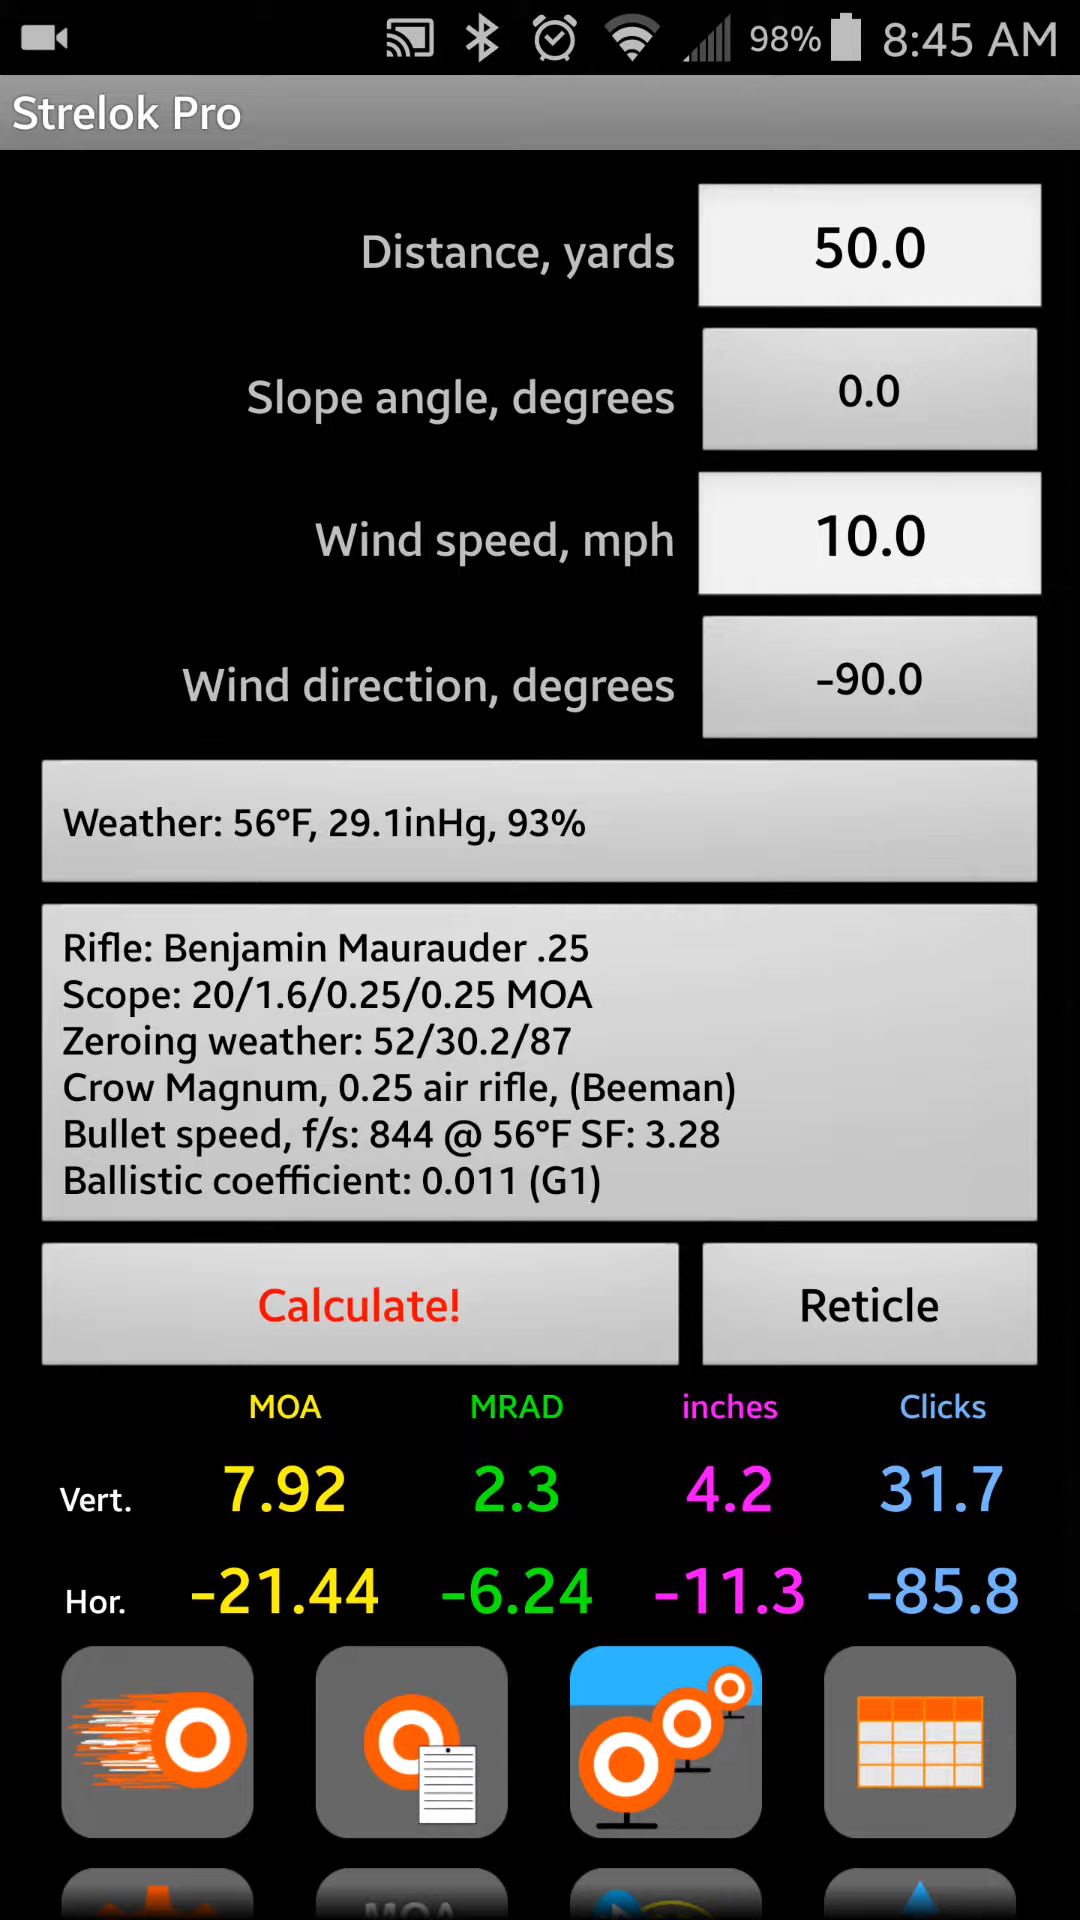 98% 8:45 AM
Strelok Pro
Distance, yards 50.0
Slope angle, degrees 0.0
Wind speed, mph 10.0
Wind direction, degrees -90.0
Weather: 56°F, 29.1inHg, 93%
Rifle: Benjamin Maurauder .25
Scope: 20/1.6/0.25/0.25 MOA
Zeroing weather: 52/30.2/87
Crow Magnum, 0.25 air rifle, (Beeman)
Bullet speed, f/s: 844 @ 56°F SF: 3.28
Ballistic coefficient: 0.011 (G1)
Calculate! Reticle
MOA MRAD inches Clicks
Vert. 7.92 2.3 4.2 31.7
Hor. -21.44 -6.24 -11.3 -85.8
MOA